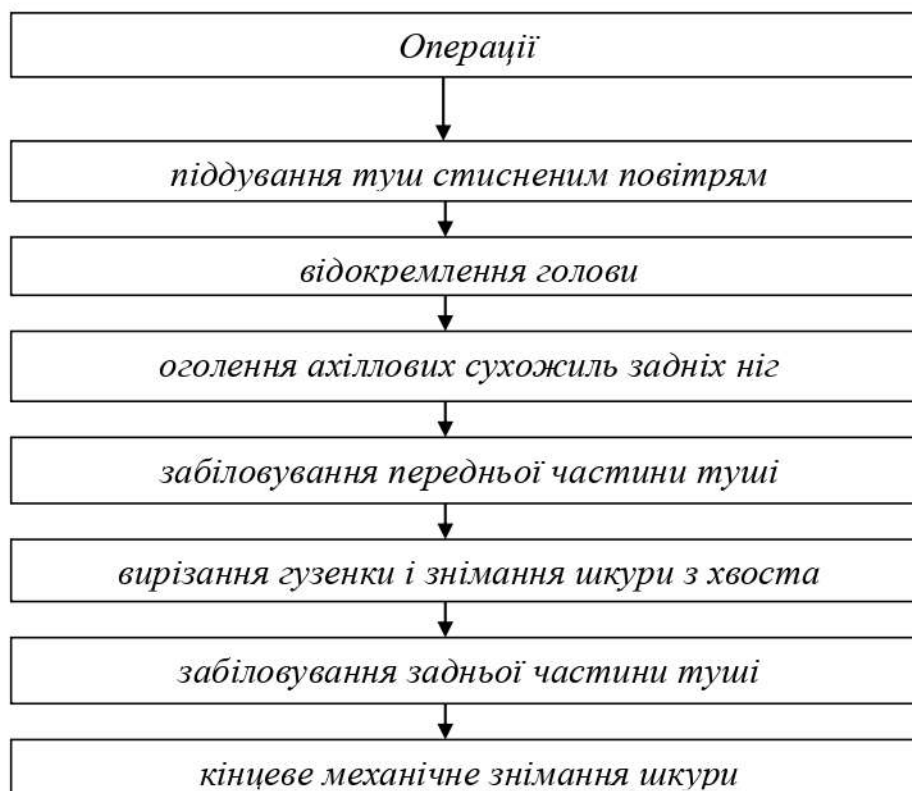 Операції
піддування туш стисненим повітрям
відокремлення голови
оголення ахіллових сухожиль задніх ніг
забіловування передньої частини туші
вирізання гузенки і знімання шкури з хвоста
забіловування задньої частини туші
кінцеве механічне знімання шкури